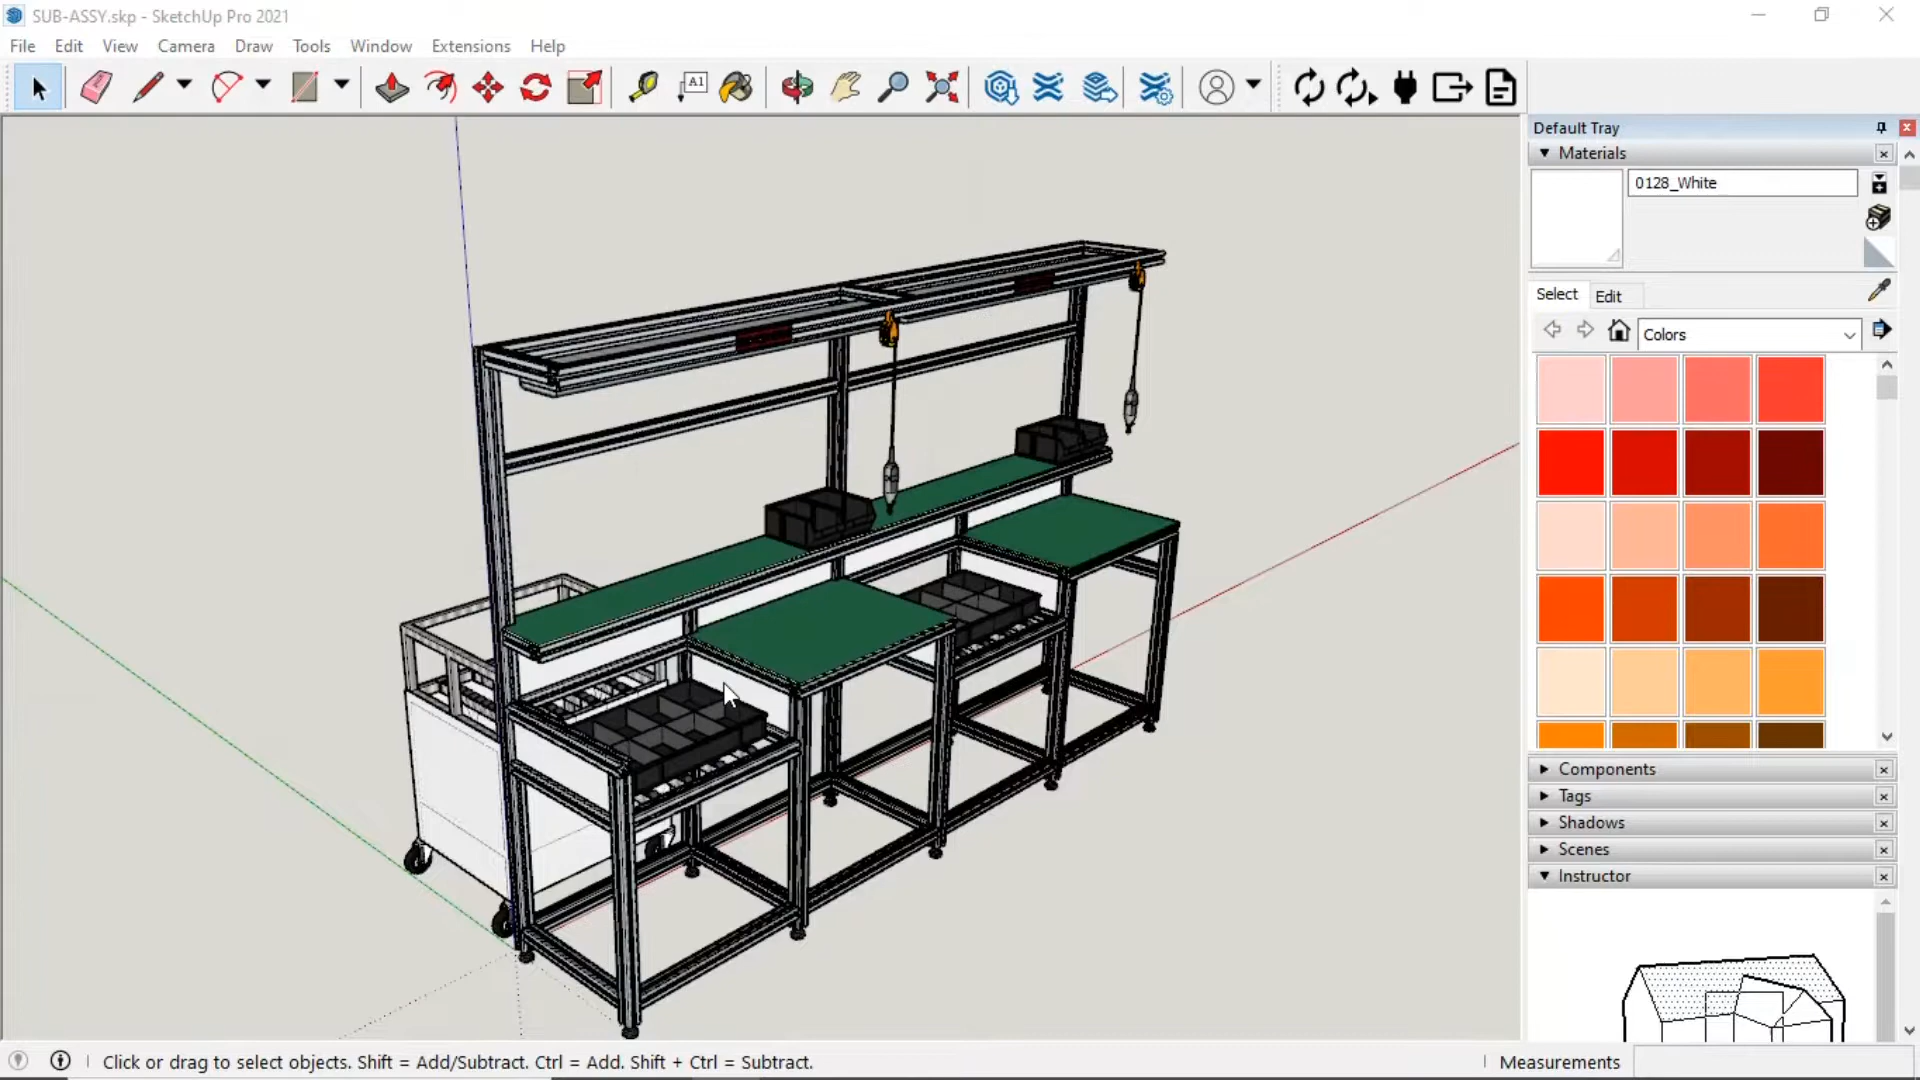 SUB-ASSY.skp - SketchUp Pro 2021
File Edit View Camera Draw Tools Window Extensions Help
A1
Default Tray
Materials
0128_White
Select Edit
Colors
Components
Tags
Shadows
Scenes
Instructor
Click or drag to select objects. Shift = Add/Subtract. Ctrl = Add. Shift + Ctrl = Subtract.
Measurements